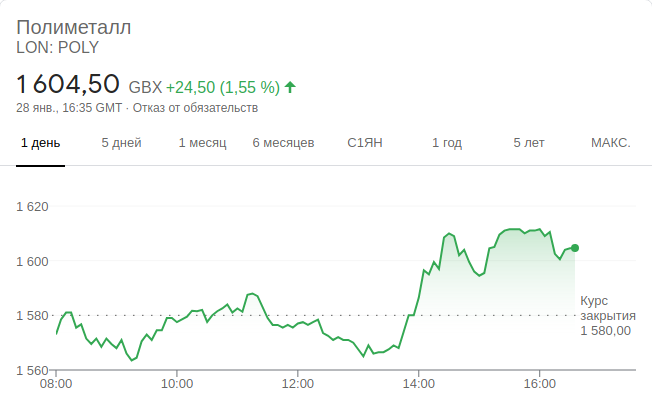 Полиметалл
LON: POLY
1 604,50 GBX +24,50 (1,55 %)
28 янв., 16:35 GMT · Отказ от обязательств
1 день 5 дней 1 месяц 6 месяцев С1ЯН 1 год 5 лет МАКС.
1 620
1 600
1 580
1 560
Курс
закрытия
1 580,00
08:00 10:00 12:00 14:00 16:00